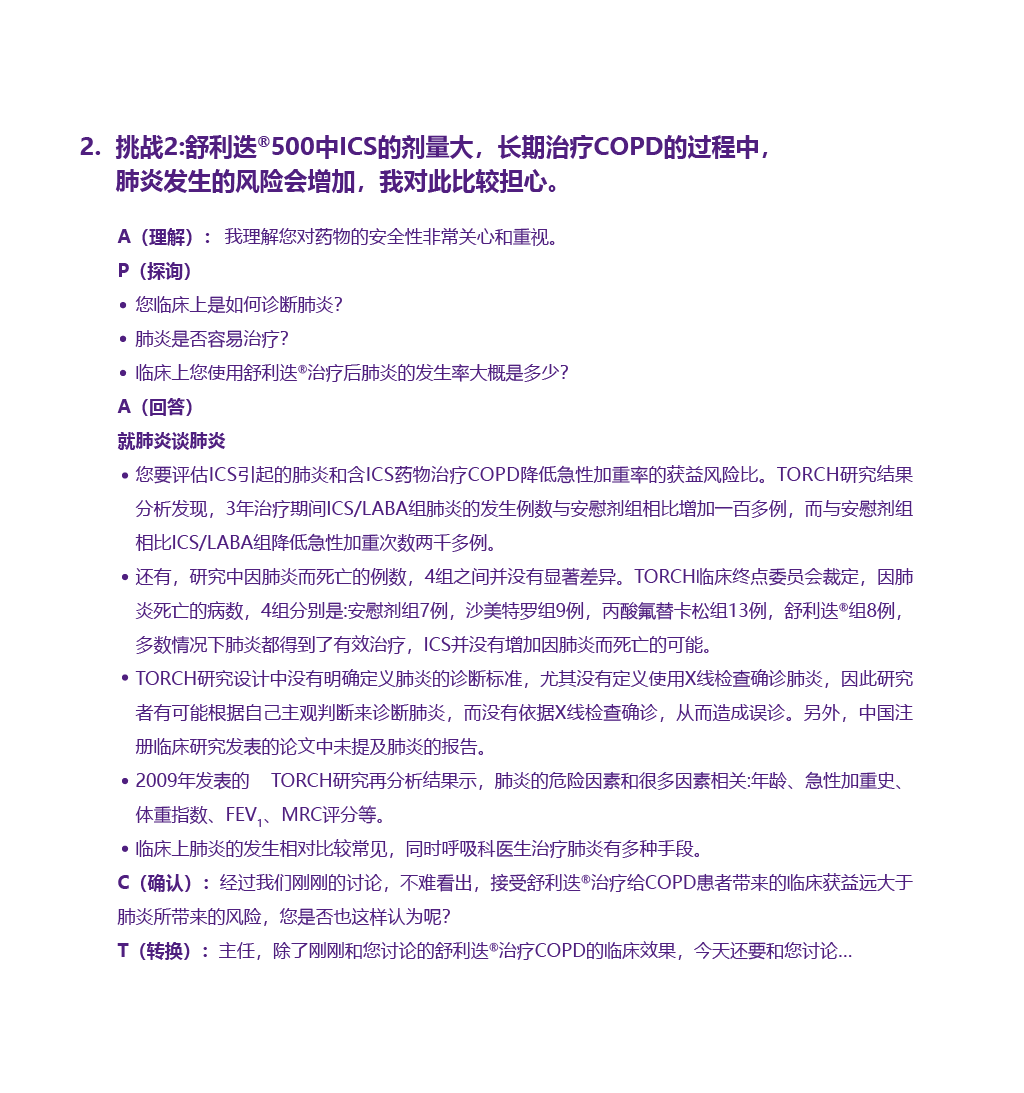 2. 挑战2:舒利迭®500中ICS的剂量大，长期治疗COPD的过程中，
肺炎发生的风险会增加，我对此比较担心。
A（理解）： 我理解您对药物的安全性非常关心和重视。
P（探询）
• 您临床上是如何诊断肺炎？
• 肺炎是否容易治疗？
• 临床上您使用舒利迭®治疗后肺炎的发生率大概是多少？
A（回答）
就肺炎谈肺炎
• 您要评估ICS引起的肺炎和含ICS药物治疗COPD降低急性加重率的获益风险比。TORCH研究结果
分析发现，3年治疗期间ICS/LABA组肺炎的发生例数与安慰剂组相比增加一百多例，而与安慰剂组
相比ICS/LABA组降低急性加重次数两千多例。
• 还有，研究中因肺炎而死亡的例数，4组之间并没有显著差异。TORCH临床终点委员会裁定，因肺
炎死亡的病数，4组分别是:安慰剂组7例，沙美特罗组9例，丙酸氟替卡松组13例，舒利迭®组8例，
多数情况下肺炎都得到了有效治疗，ICS并没有增加因肺炎而死亡的可能。
• TORCH研究设计中没有明确定义肺炎的诊断标准，尤其没有定义使用X线检查确诊肺炎，因此研究
者有可能根据自己主观判断来诊断肺炎，而没有依据X线检查确诊，从而造成误诊。另外，中国注
册临床研究发表的论文中未提及肺炎的报告。
• 2009年发表的 TORCH研究再分析结果示，肺炎的危险因素和很多因素相关:年龄、急性加重史、
体重指数、FEV₁、MRC评分等。
• 临床上肺炎的发生相对比较常见，同时呼吸科医生治疗肺炎有多种手段。
C（确认）：经过我们刚刚的讨论，不难看出，接受舒利迭®治疗给COPD患者带来的临床获益远大于
肺炎所带来的风险，您是否也这样认为呢？
T（转换）：主任，除了刚刚和您讨论的舒利迭®治疗COPD的临床效果，今天还要和您讨论...